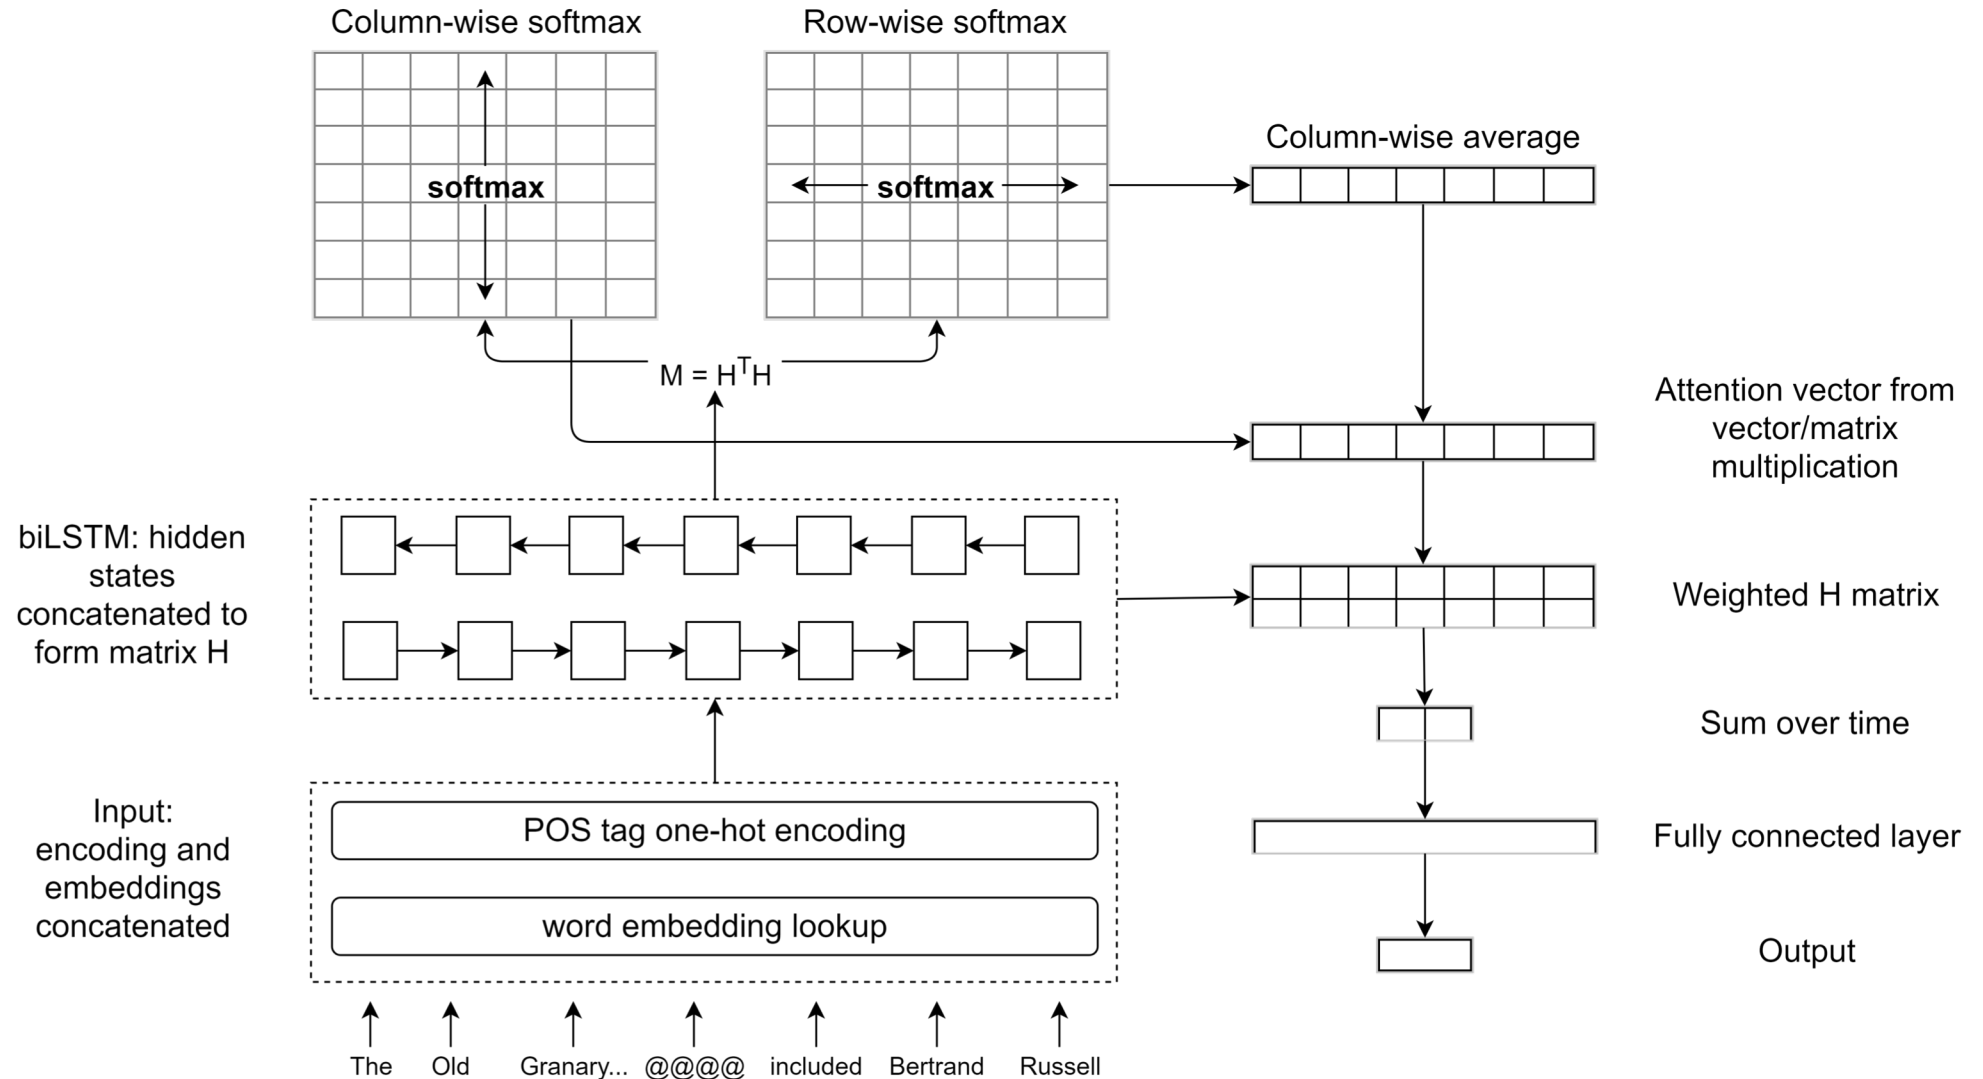 Column-wise softmax
Row-wise softmax
softmax
softmax
Column-wise average
M = HᵀH
Attention vector from
vector/matrix
multiplication
biLSTM: hidden
states
concatenated to
form matrix H
Weighted H matrix
Sum over time
Input:
encoding and
embeddings
concatenated
POS tag one-hot encoding
word embedding lookup
Fully connected layer
Output
The Old Granary... @@@@ included Bertrand Russell